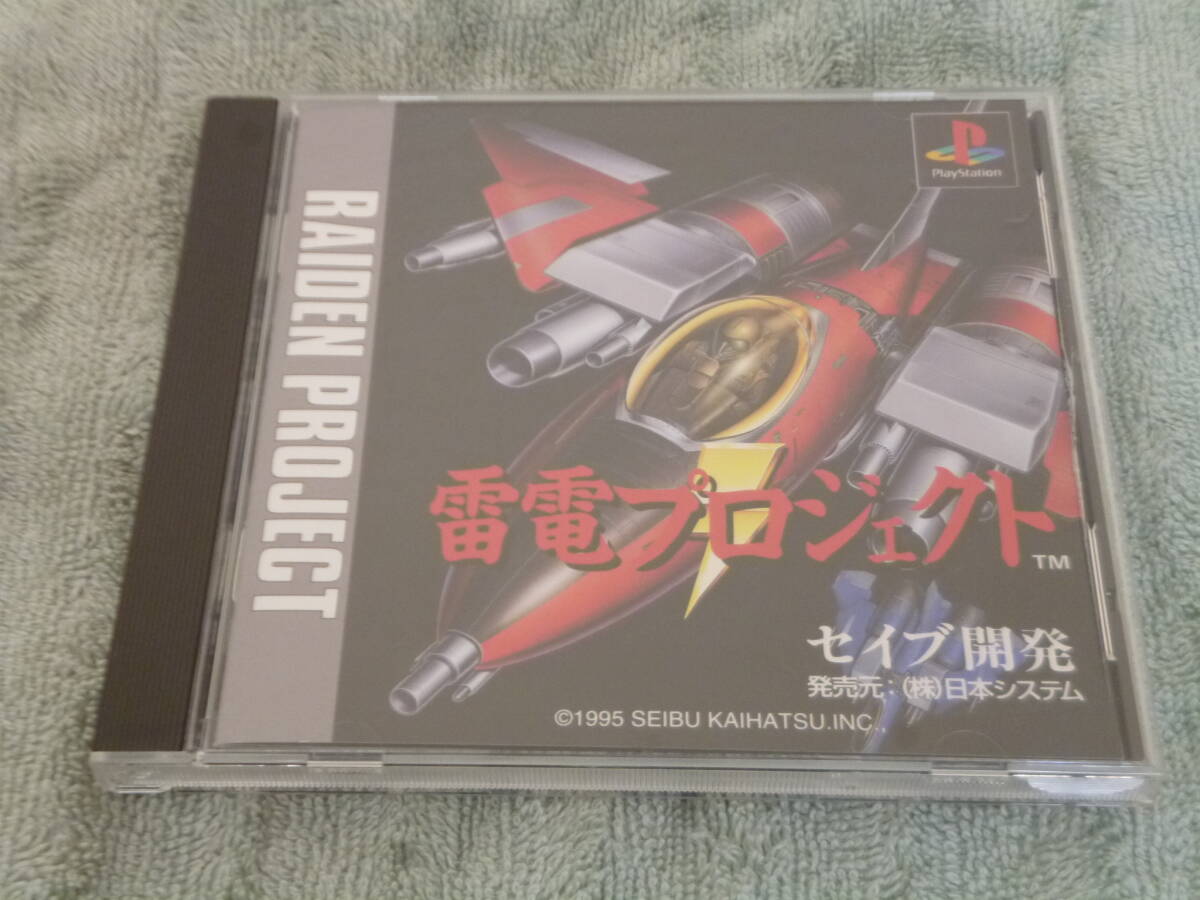 RAIDEN PROJECT
PlayStation
雷電プロジェクト TM
セイブ開発
発売元:(株)日本システム
©1995 SEIBU KAIHATSU.INC.,